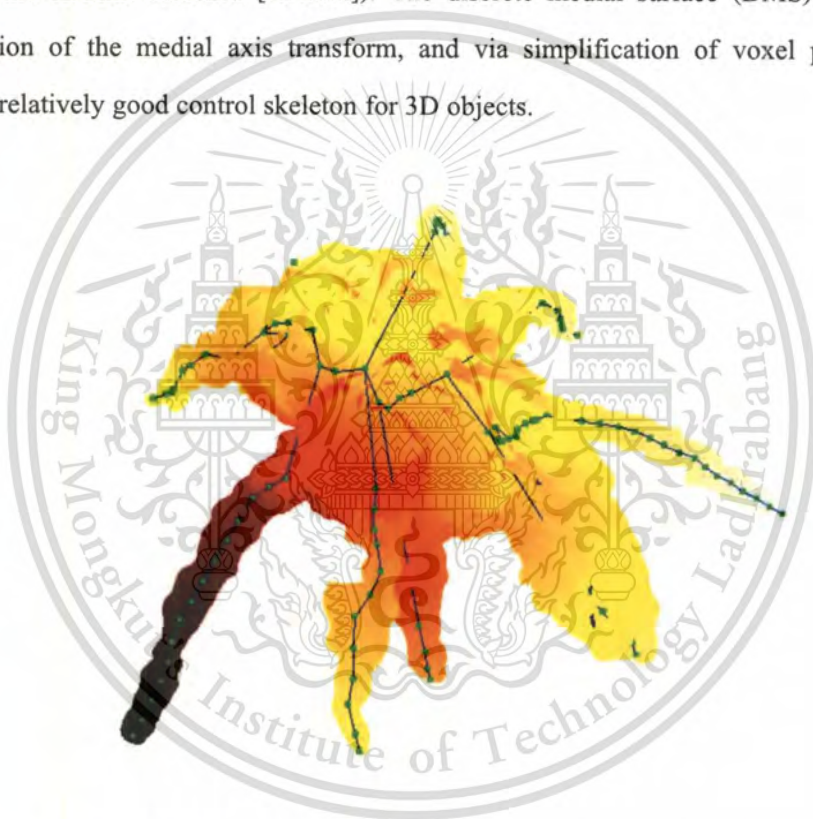 ion of the medial axis transform, and via simplification of voxel
relatively good control skeleton for 3D objects.
King Mongkut's Institute of Technology Ladkrabang